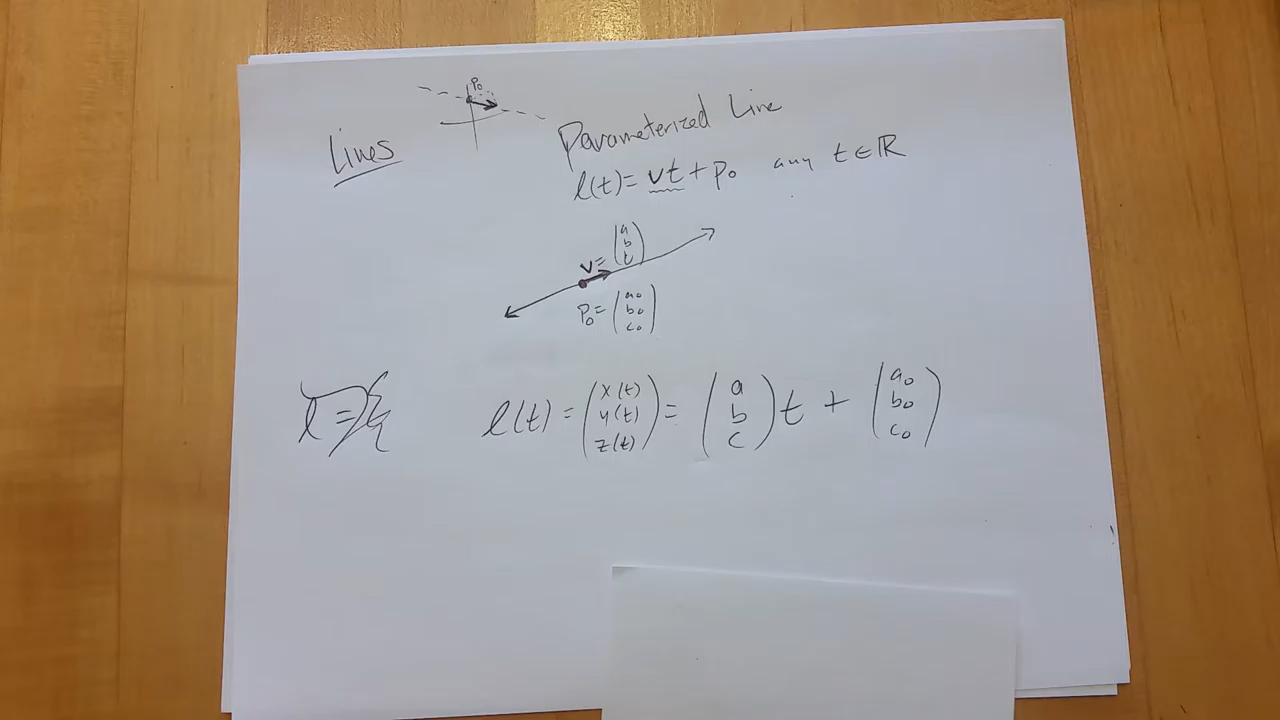 P₀
Lines
Parameterized Line
l(t) = vt + p₀ any t ∈ ℝ
v = (a b c)
P₀ = (a₀ b₀ c₀)
l(t) = (x(t) y(t) z(t)) = (a b c) t + (a₀ b₀ c₀)